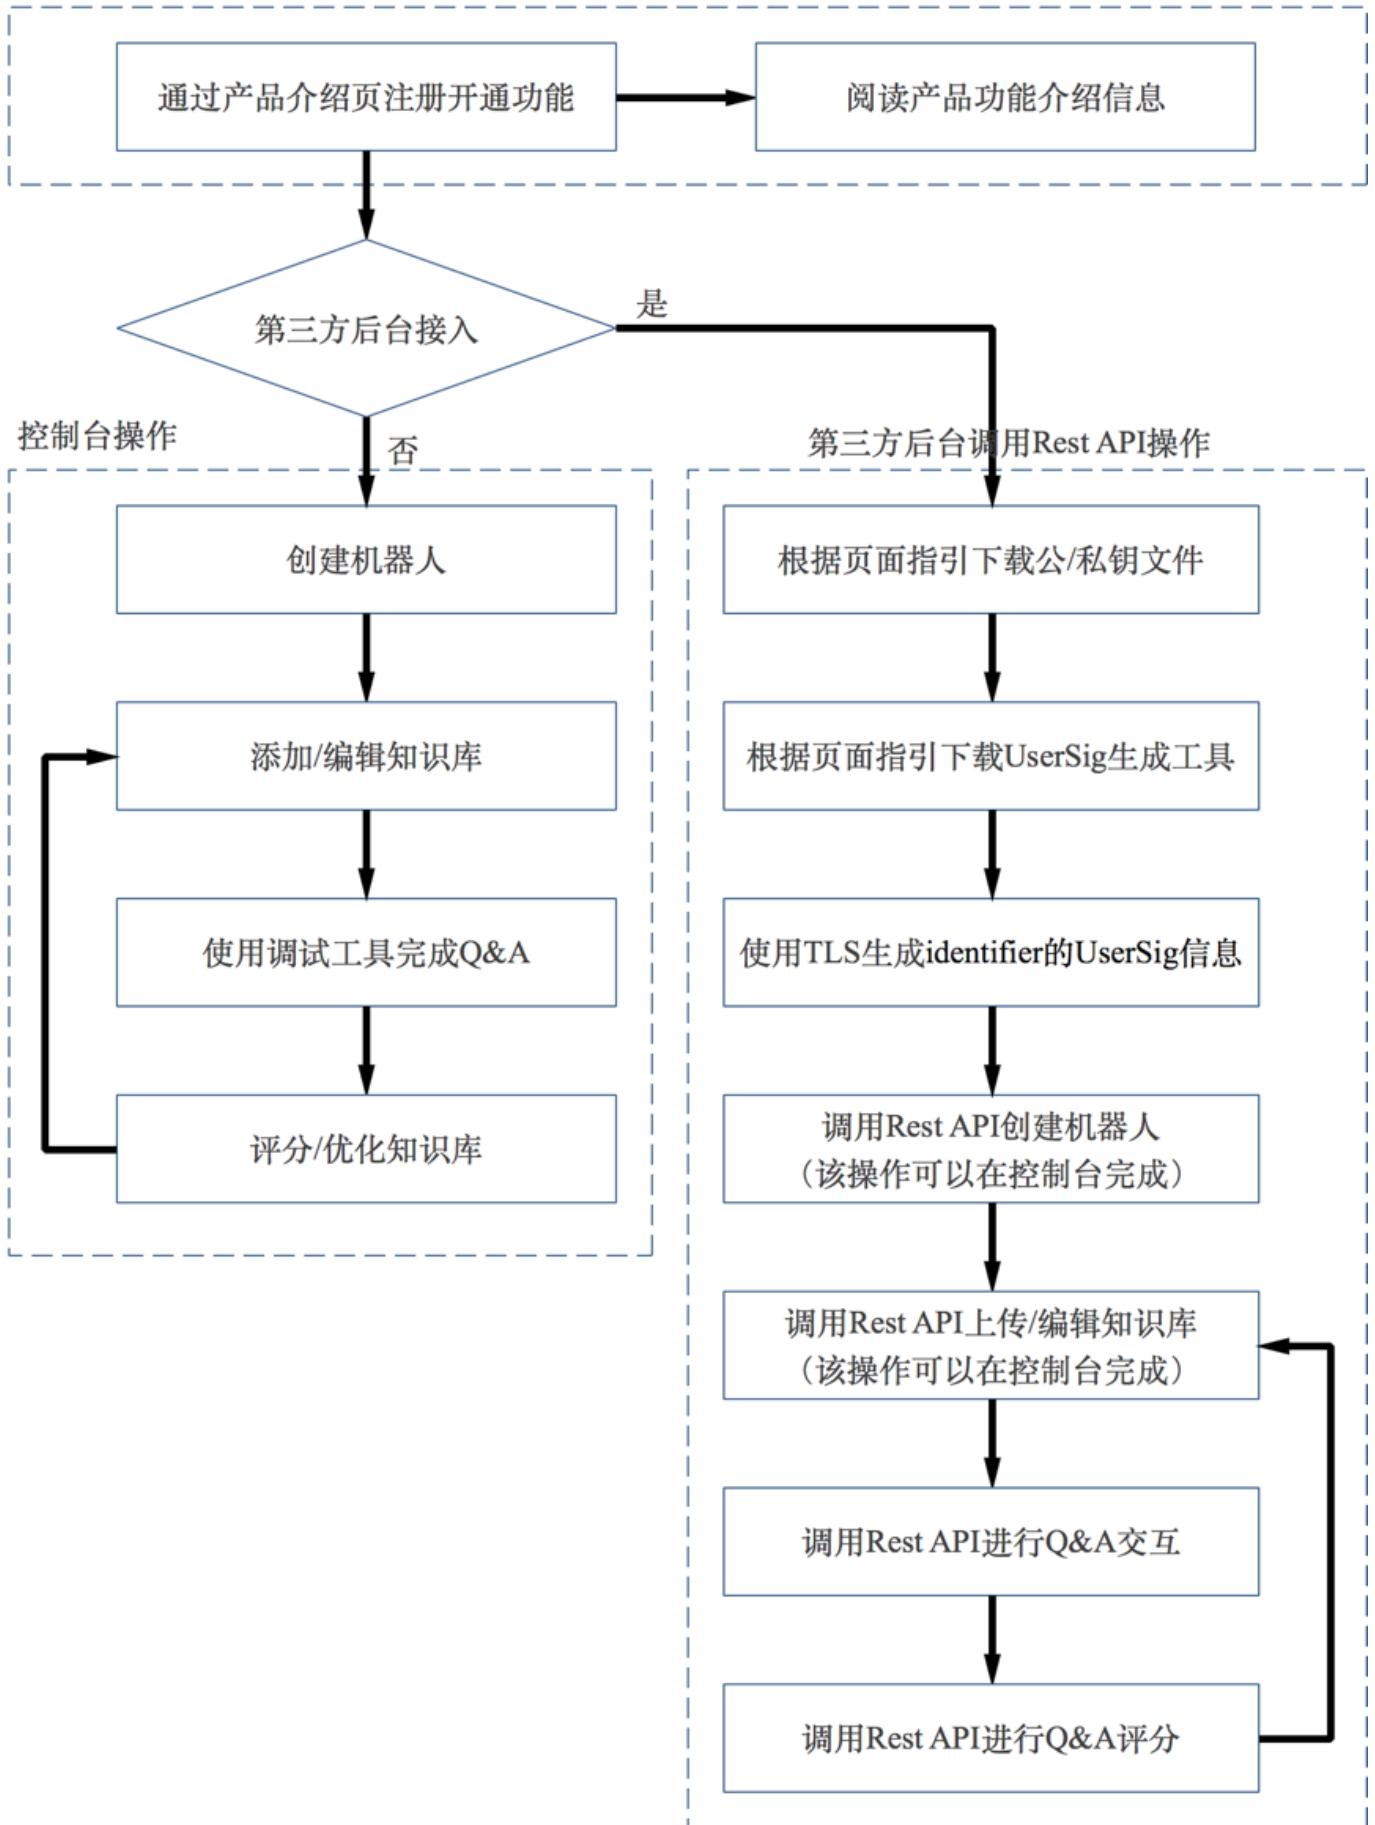 通过产品介绍页注册开通功能
阅读产品功能介绍信息
第三方后台接入
是
否
控制台操作
创建机器人
添加/编辑知识库
使用调试工具完成Q&A
评分/优化知识库
第三方后台调用Rest API操作
根据页面指引下载公/私钥文件
根据页面指引下载UserSig生成工具
使用TLS生成identifier的UserSig信息
调用Rest API创建机器人
（该操作可以在控制台完成）
调用Rest API上传/编辑知识库
（该操作可以在控制台完成）
调用Rest API进行Q&A交互
调用Rest API进行Q&A评分